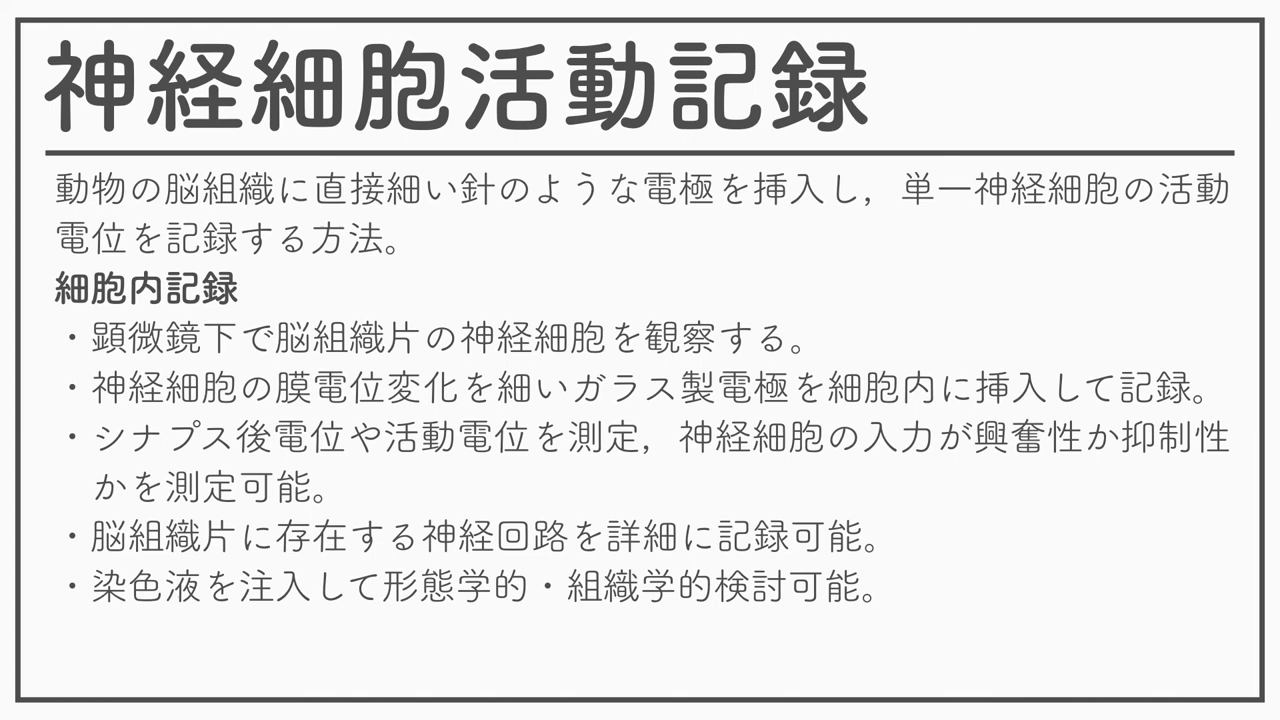 神経細胞活動記録
動物の脳組織に直接細い針のような電極を挿入し，単一神経細胞の活動
電位を記録する方法。
細胞内記録
・顕微鏡下で脳組織片の神経細胞を観察する。
・神経細胞の膜電位変化を細いガラス製電極を細胞内に挿入して記録。
・シナプス後電位や活動電位を測定，神経細胞の入力が興奮性か抑制性
かを測定可能。
・脳組織片に存在する神経回路を詳細に記録可能。
・染色液を注入して形態学的・組織学的検討可能。